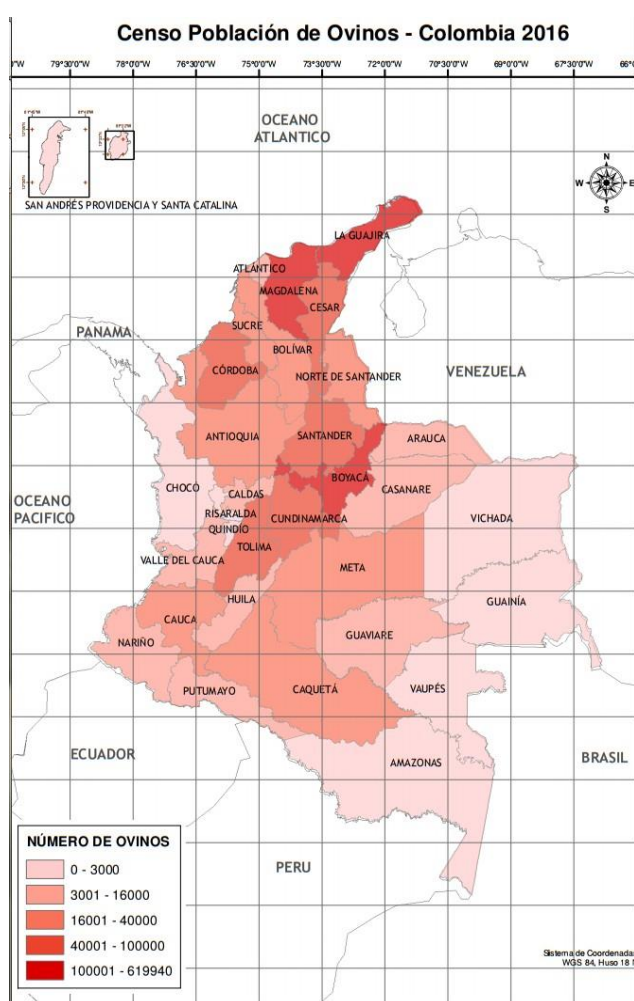 Censo Población de Ovinos - Colombia 2016
79°30'0"W 78°0'0"W 76°30'0"W 75°0'0"W 73°30'0"W 72°0'0"W 70°30'0"W 69°0'0"W 67°30'0"W
OCEANO
ATLANTICO
N
W E
S
SAN ANDRÉS PROVIDENCIA Y SANTA CATALINA
LA GUAJIRA
ATLÁNTICO
MAGDALENA
CESAR
SUCRE
PANAMA
BOLÍVAR
CÓRDOBA
NORTE DE SANTANDER
VENEZUELA
ANTIOQUIA
SANTANDER
ARAUCA
BOYACÁ
CHOCÓ
CALDAS
CASANARE
OCEANO
PACIFICO
RISARALDA
CUNDINAMARCA
VICHADA
QUINDÍO
TOLIMA
VALLE DEL CAUCA
META
HUILA
GUAINÍA
CAUCA
NARIÑO
GUAVIARE
PUTUMAYO
CAQUETÁ
VAUPÉS
ECUADOR
AMAZONAS
BRASIL
PERU
NÚMERO DE OVINOS
0 - 3000
3001 - 16000
16001 - 40000
40001 - 100000
100001 - 619940
Sistema de Coordenadas
WGS 84, Huso 18 N